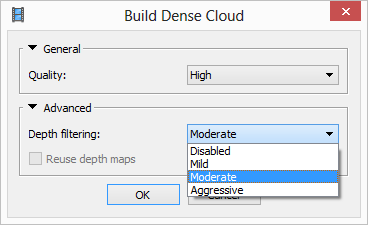 Build Dense Cloud
General
Quality: High
Advanced
Depth filtering: Moderate
Disabled
Mild
Moderate
Aggressive
Reuse depth maps
OK